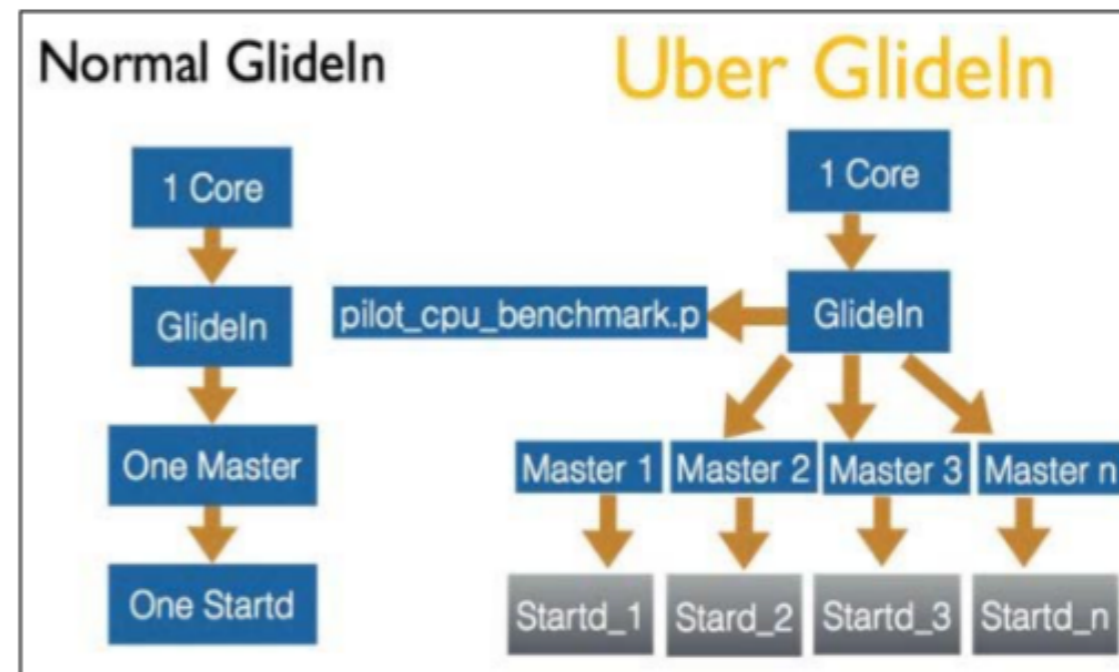 Normal GlideIn
Uber GlideIn
1 Core
GlideIn
One Master
One Startd
1 Core
GlideIn
pilot_cpu_benchmark.p
Master 1
Master 2
Master 3
Master n
Startd_1
Stard_2
Startd_3
Startd_n